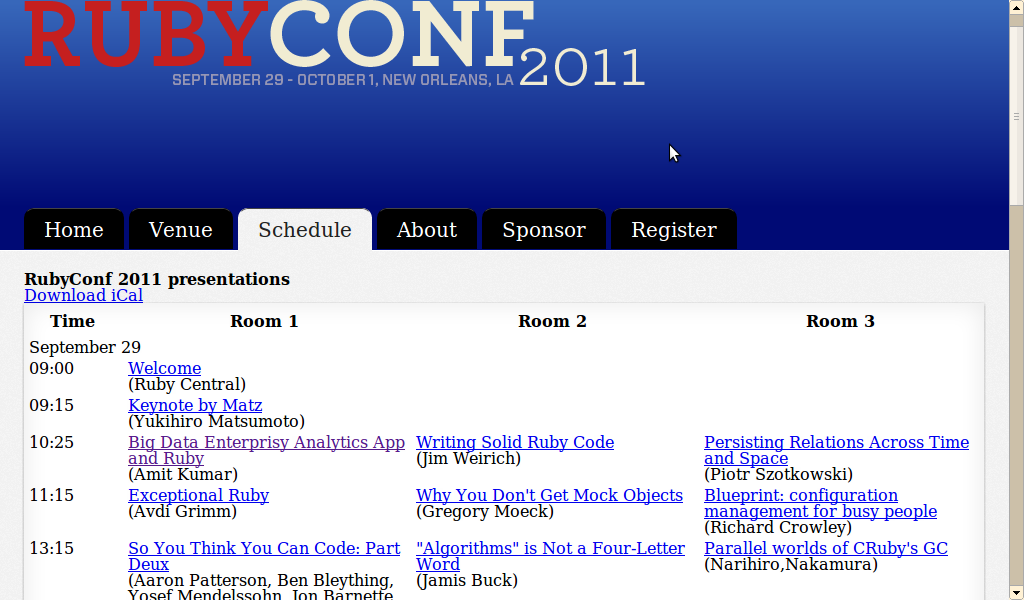 RUBYCONF 2011
SEPTEMBER 29 - OCTOBER 1, NEW ORLEANS, LA
Home Venue Schedule About Sponsor Register
RubyConf 2011 presentations
Download iCal
Time Room 1 Room 2 Room 3
September 29
09:00 Welcome
(Ruby Central)
09:15 Keynote by Matz
(Yukihiro Matsumoto)
10:25 Big Data Enterprisy Analytics App Writing Solid Ruby Code Persisting Relations Across Time
and Ruby (Jim Weirich) and Space
(Amit Kumar) (Piotr Szotkowski)
11:15 Exceptional Ruby Why You Don't Get Mock Objects Blueprint: configuration
(Avdi Grimm) (Gregory Moeck) management for busy people
(Richard Crowley)
13:15 So You Think You Can Code: Part "Algorithms" is Not a Four-Letter Parallel worlds of CRuby's GC
Deux Word (Narihiro,Nakamura)
(Aaron Patterson, Ben Bleything, (Jamis Buck)
Yosef Mendelssohn, Jon Barnette